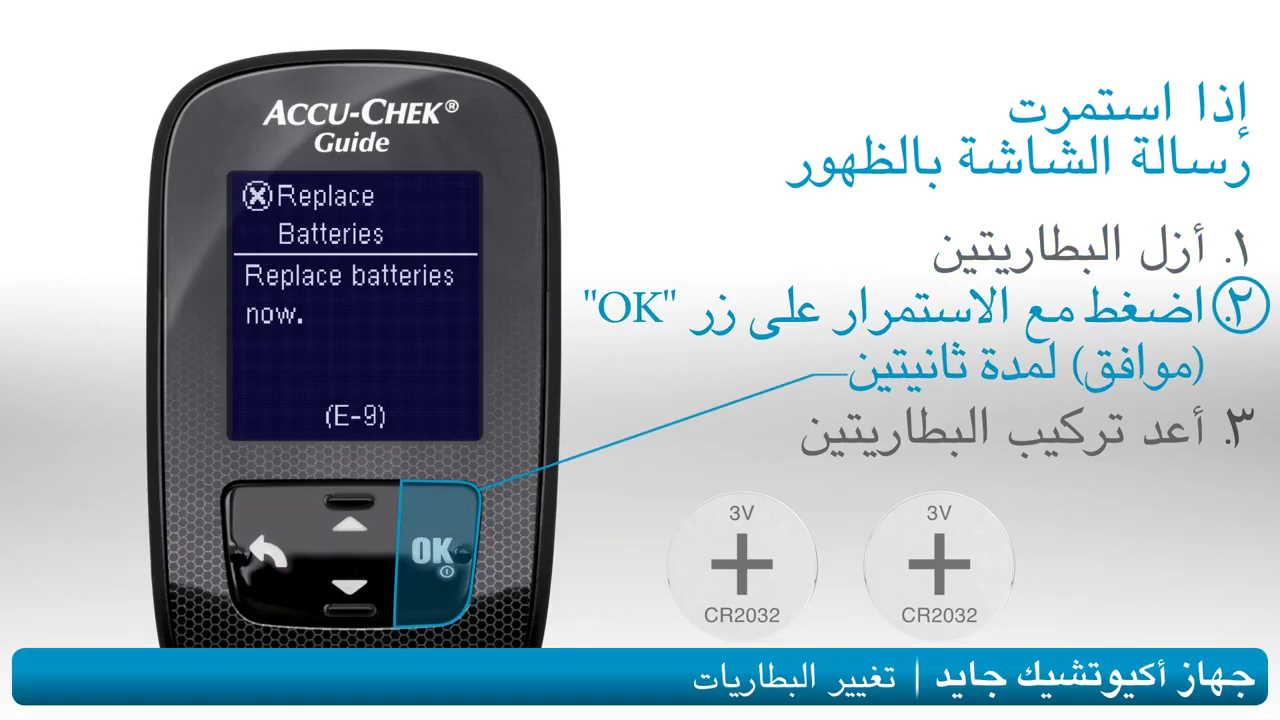 ACCU-CHEK®
Guide
Replace
Batteries
Replace batteries
now.
(E-9)
OK
إذا استمرت
رسالة الشاشة بالظهور
١. أزل البطاريتين
٢. اضغط مع الاستمرار على زر "OK"
(موافق) لمدة ثانيتين
٣. أعد تركيب البطاريتين
3V
CR2032
3V
CR2032
جهاز أكيوتشيك جايد | تغيير البطاريات